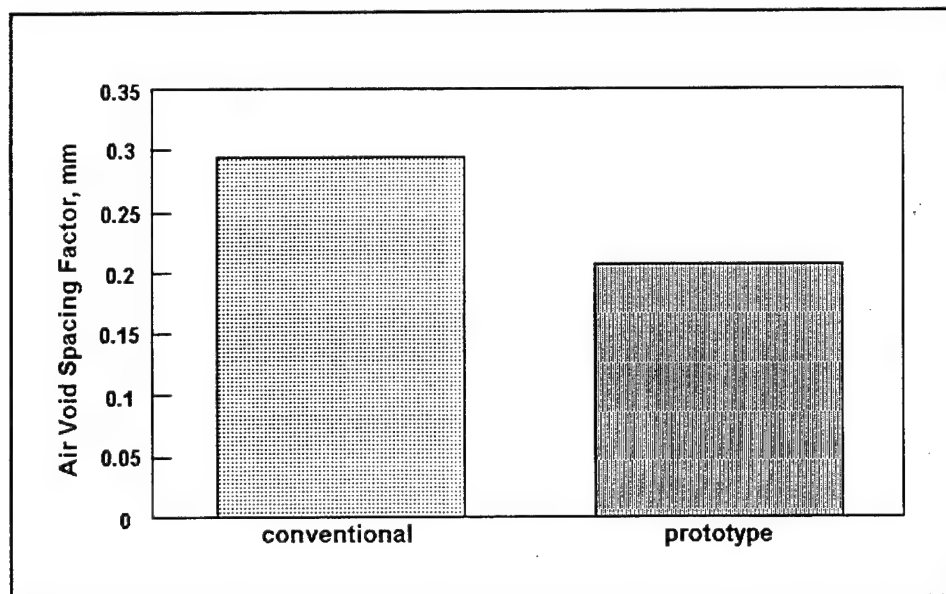 Air Void Spacing Factor, mm
0.35
0.3
0.25
0.2
0.15
0.1
0.05
0
conventional
prototype